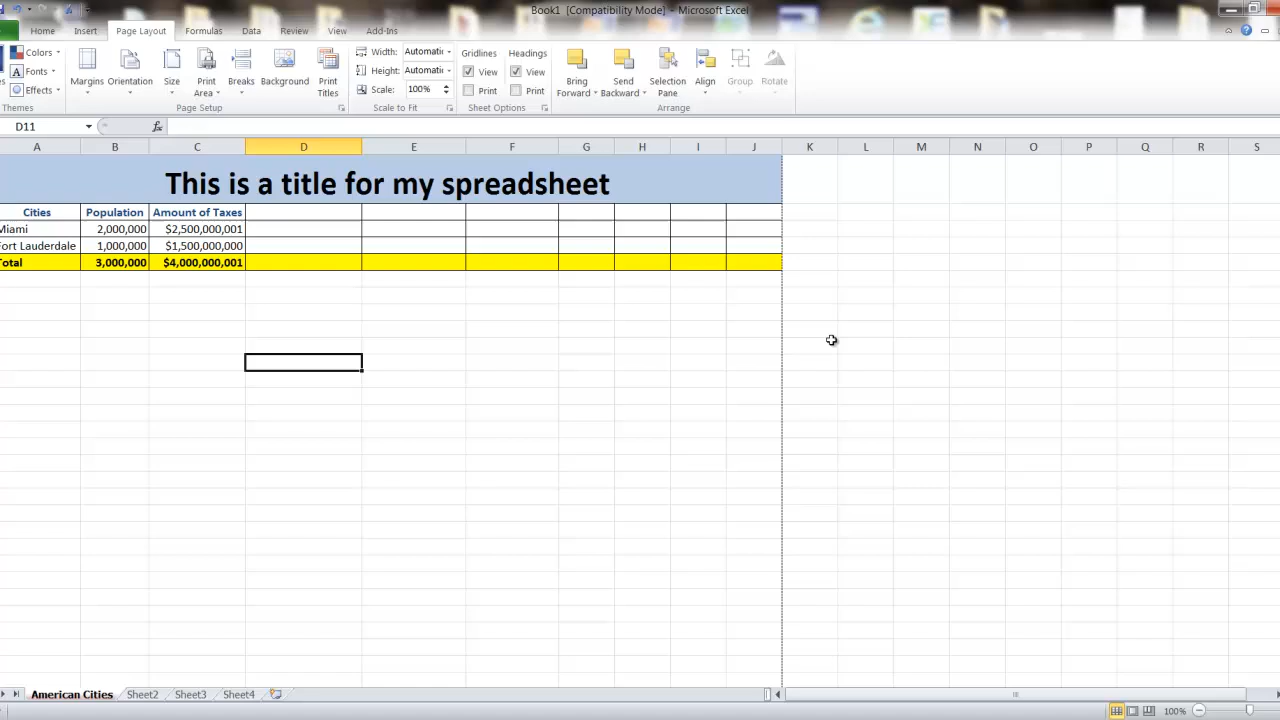 Book1 [Compatibility Mode] - Microsoft Excel
Home Insert Page Layout Formulas Data Review View Add-Ins
Colors Width: Automatic Gridlines Headings
Fonts Height: Automatic View View
Effects Margins Orientation Size Print Area Breaks Background Print Titles Scale: 100% Print Print Bring Forward Send Backward Selection Pane Align Group Rotate
Themes Page Setup Scale to Fit Sheet Options Arrange
D11 fx
A B C D E F G H I J K L M N O P Q R S
This is a title for my spreadsheet
Cities Population Amount of Taxes
Miami 2,000,000 $2,500,000,001
Fort Lauderdale 1,000,000 $1,500,000,000
Total 3,000,000 $4,000,000,001
American Cities Sheet2 Sheet3 Sheet4
100%